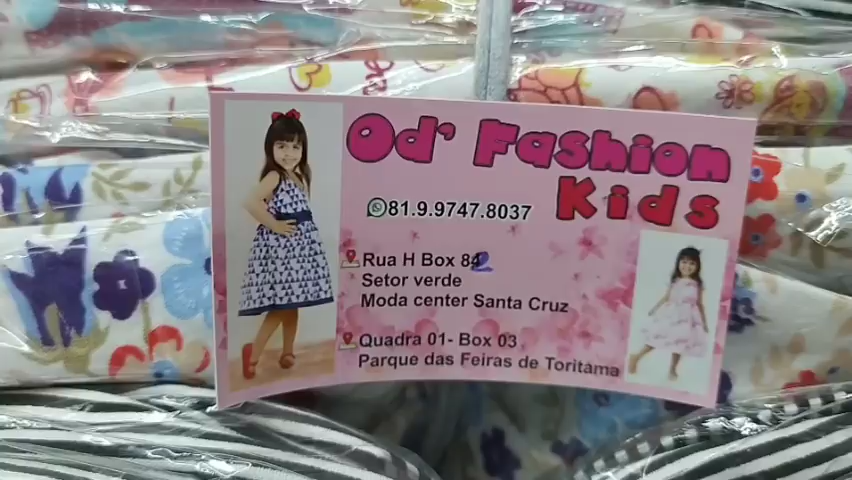 Od' Fashion
Kids
81.9.9747.8037
Rua H Box 82
Setor verde
Moda center Santa Cruz
Quadra 01- Box 03
Parque das Feiras de Toritama